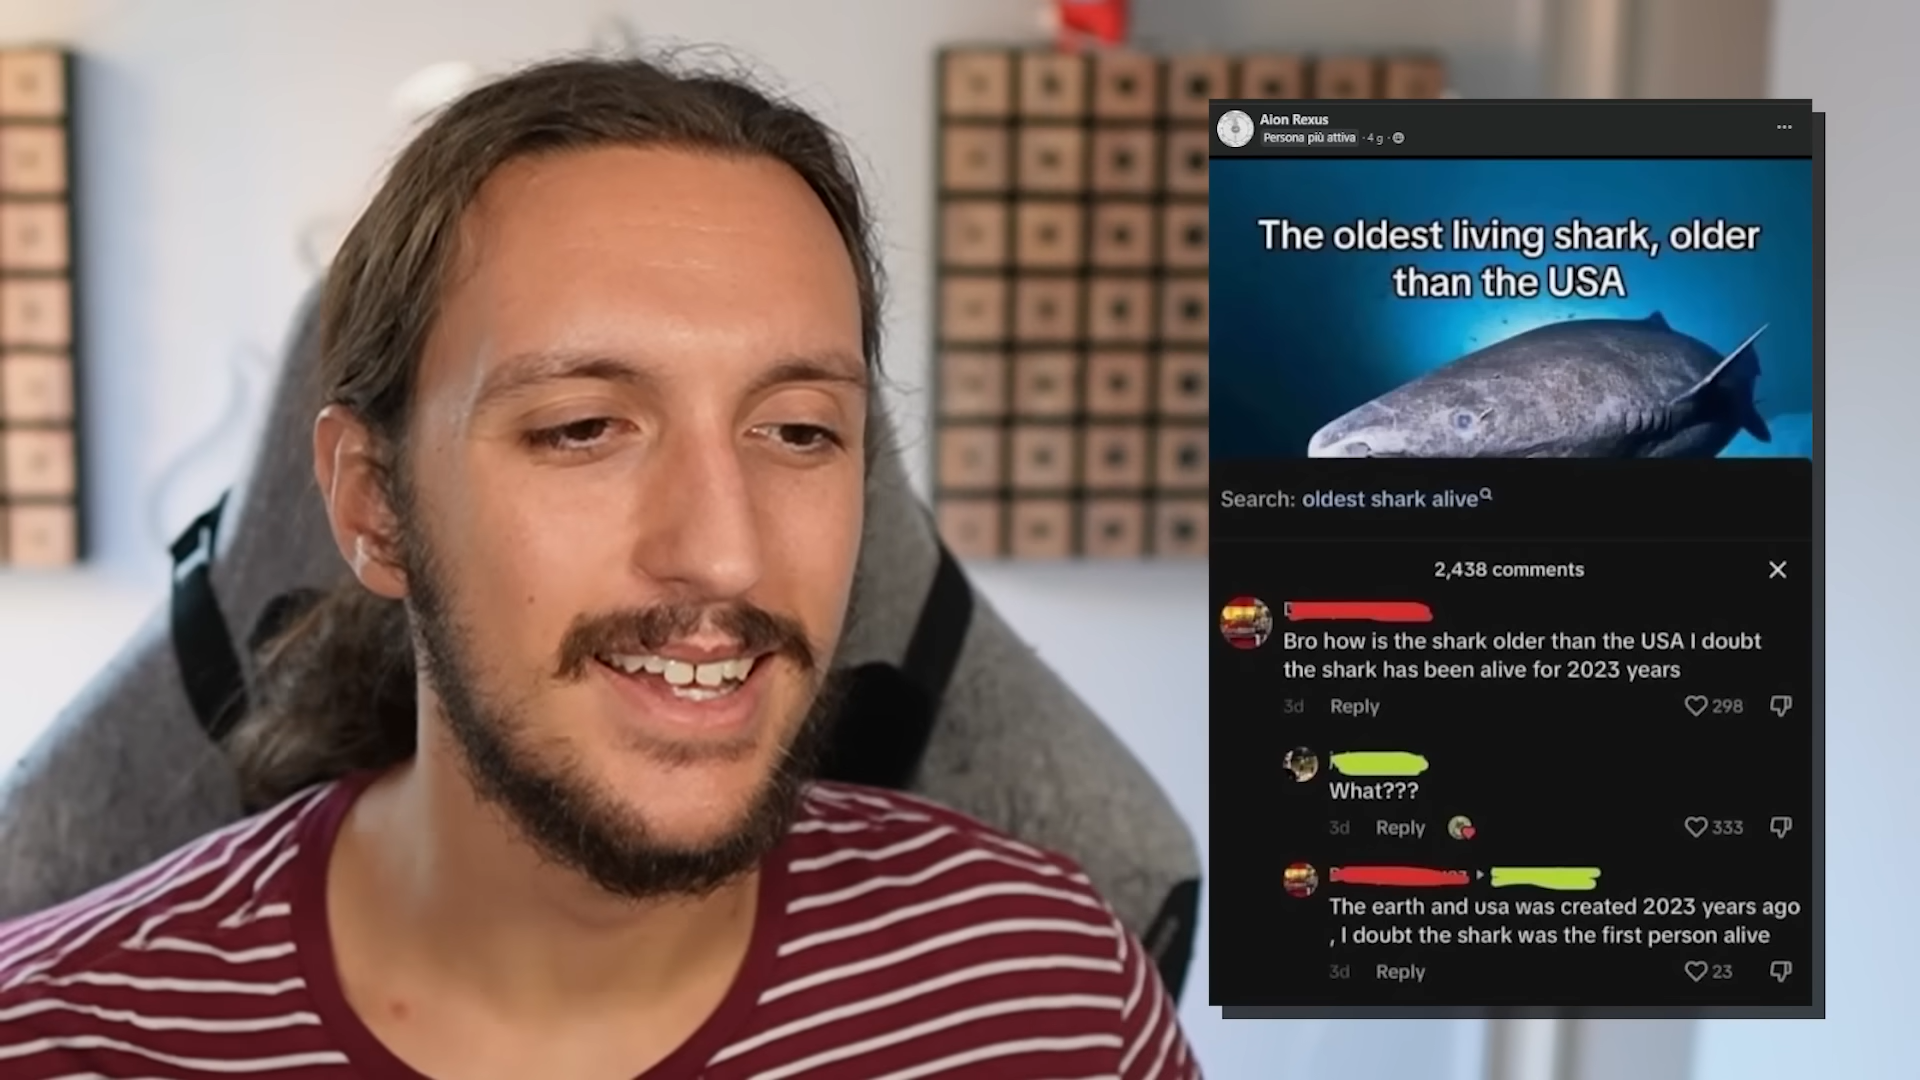 Aion Rexus
Persona più attiva · 4 g ·
The oldest living shark, older
than the USA
Search: oldest shark alive
2,438 comments
Bro how is the shark older than the USA I doubt
the shark has been alive for 2023 years
3d Reply 298
What???
3d Reply 333
The earth and usa was created 2023 years ago
, I doubt the shark was the first person alive
3d Reply 23